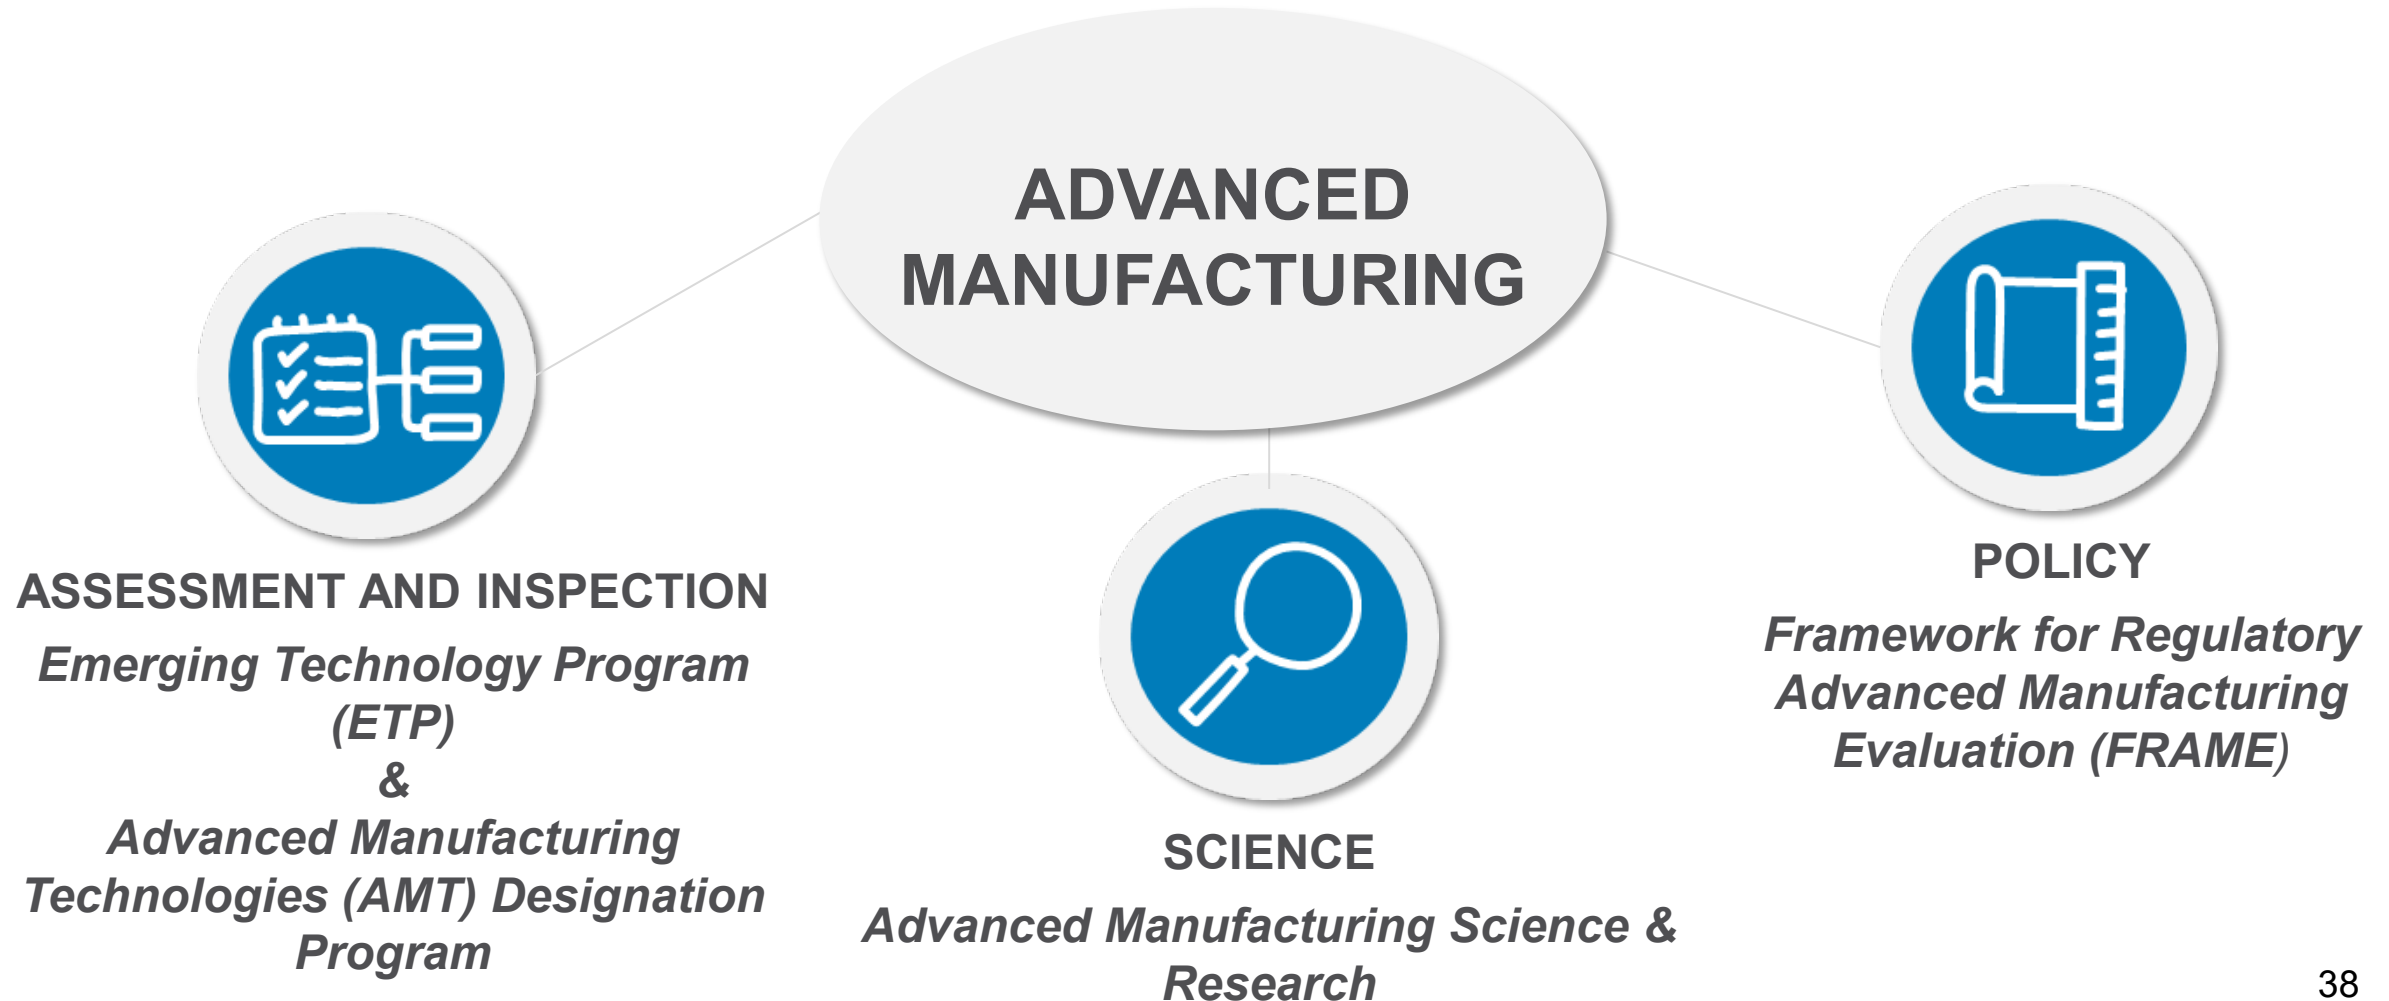 ADVANCED
MANUFACTURING
ASSESSMENT AND INSPECTION
Emerging Technology Program
(ETP)
&
Advanced Manufacturing
Technologies (AMT) Designation
Program
SCIENCE
Advanced Manufacturing Science &
Research
POLICY
Framework for Regulatory
Advanced Manufacturing
Evaluation (FRAME)
38